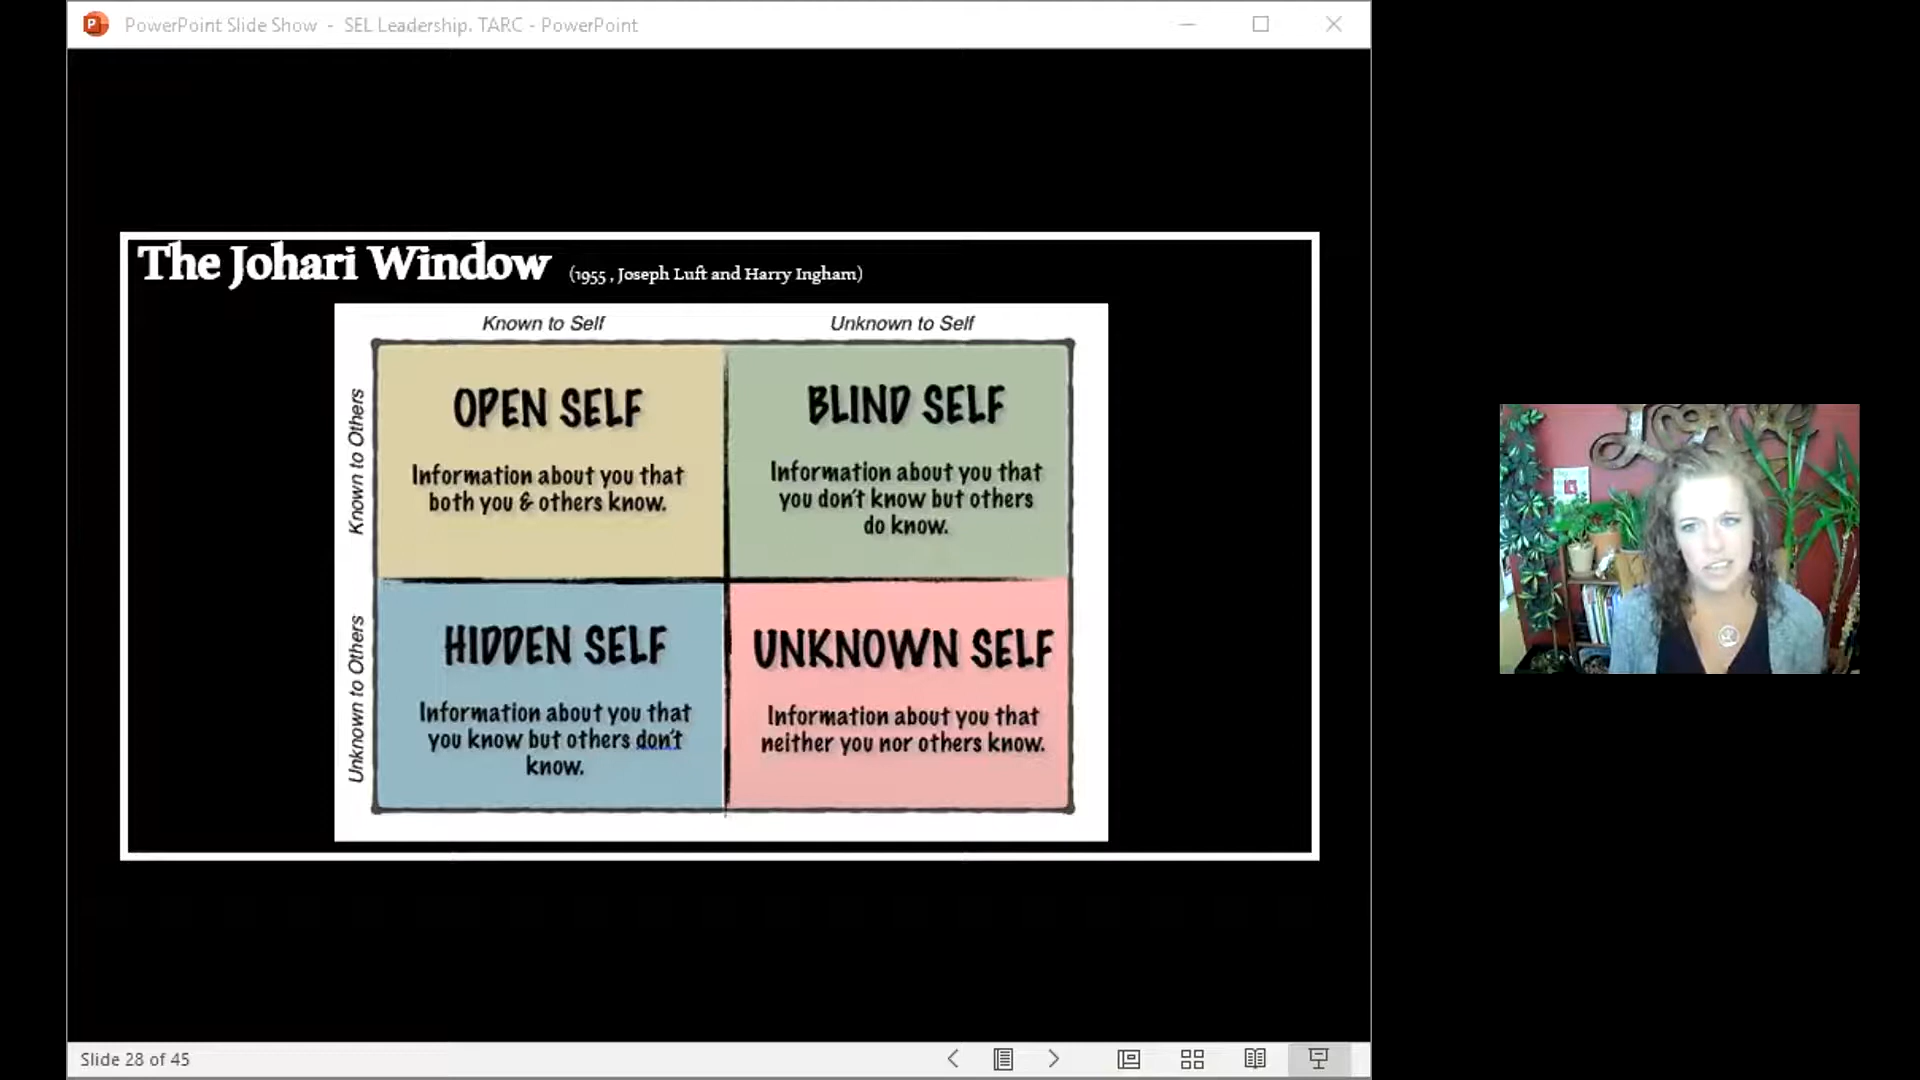 PowerPoint Slide Show - SEL Leadership. TARC - PowerPoint
The Johari Window (1955 , Joseph Luft and Harry Ingham)
Known to Self
Unknown to Self
Known to Others
OPEN SELF
Information about you that
both you & others know.
BLIND SELF
Information about you that
you don't know but others
do know.
Unknown to Others
HIDDEN SELF
Information about you that
you know but others don't
know.
UNKNOWN SELF
Information about you that
neither you nor others know.
Slide 28 of 45